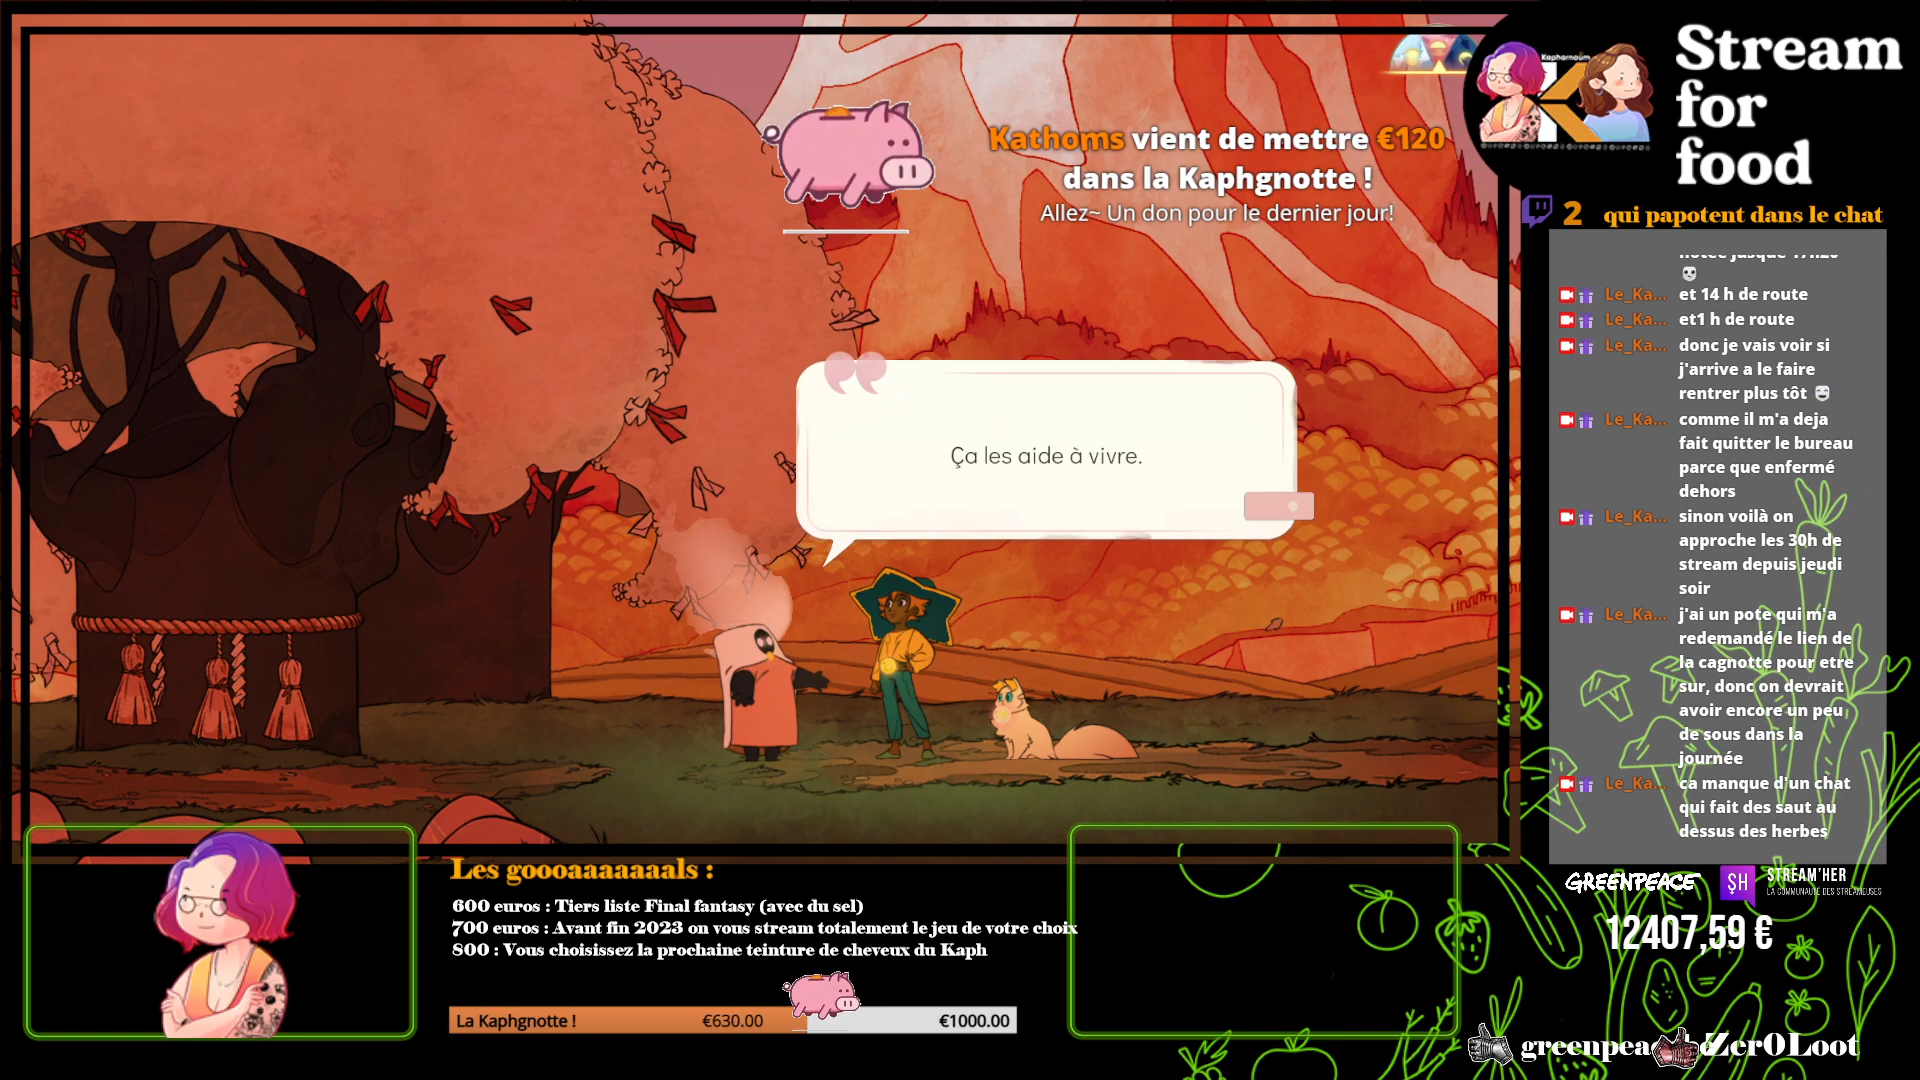 Kathoms vient de mettre €120
dans la Kaphgnotte !
Allez~ Un don pour le dernier jour!
Kapharnaüm
Stream
for
food
2 qui papotent dans le chat
Le_Ka... et 14 h de route
Le_Ka... et1 h de route
Le_Ka... donc je vais voir si
j'arrive a le faire
rentrer plus tôt
Le_Ka... comme il m'a deja
fait quitter le bureau
parce que enfermé
dehors
Le_Ka... sinon voilà on
approche les 30h de
stream depuis jeudi
soir
Le_Ka... j'ai un pote qui m'a
redemandé le lien de
la cagnotte pour etre
sur, donc on devrait
avoir encore un peu
de sous dans la
journée
Le_Ka... ca manque d'un chat
qui fait des saut au
dessus des herbes
Ça les aide à vivre.
GREENPEACE
SH
STREAM'HER
LA COMMUNAUTÉ DES STREAMEUSES
12407,59 €
Les goooaaaaaaals :
600 euros : Tiers liste Final fantasy (avec du sel)
700 euros : Avant fin 2023 on vous stream totalement le jeu de votre choix
800 : Vous choisissez la prochaine teinture de cheveux du Kaph
La Kaphgnotte !
€630.00
€1000.00
Zer0Loot